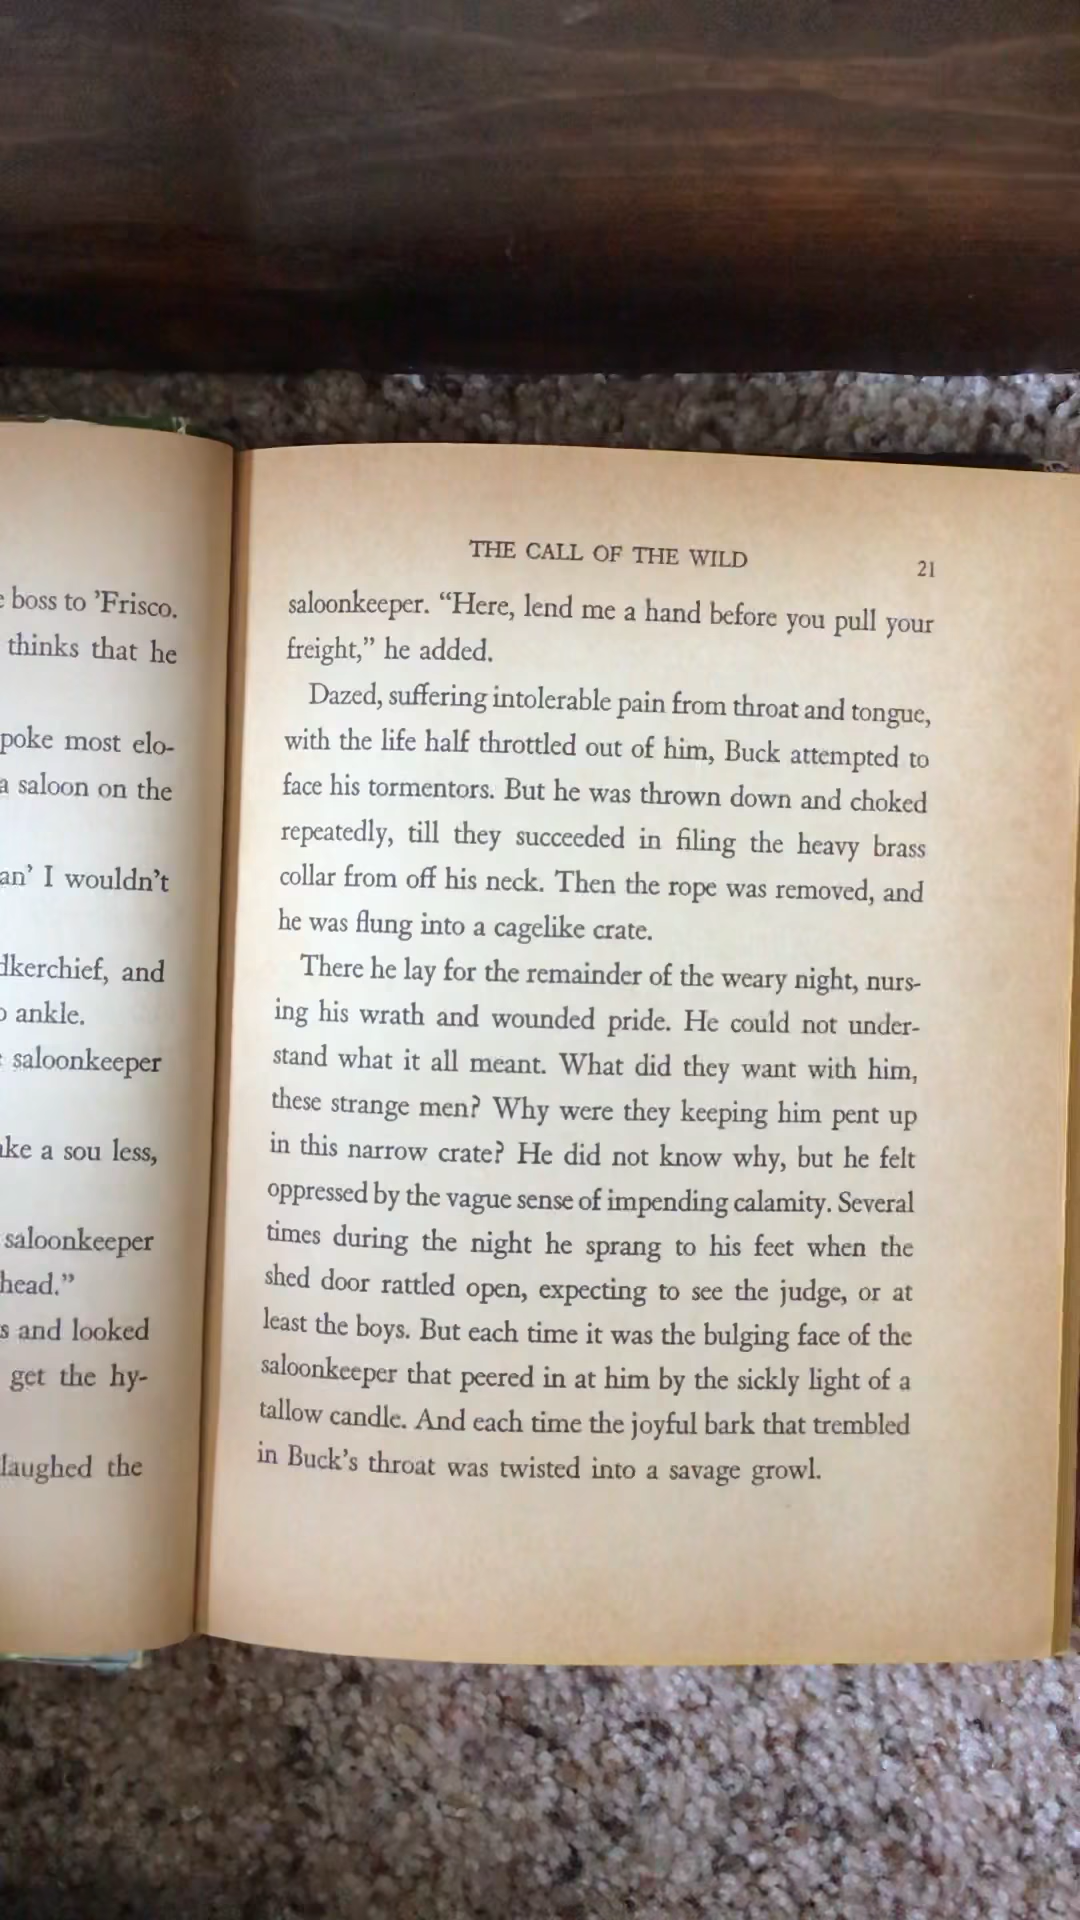 boss to 'Frisco.
thinks that he
poke most elo-
a saloon on the
an' I wouldn't
dkerchief, and
ankle.
saloonkeeper
ke a sou less,
saloonkeeper
head.”
s and looked
get the hy-
laughed the
THE CALL OF THE WILD
21
saloonkeeper. “Here, lend me a hand before you pull your
freight,” he added.
Dazed, suffering intolerable pain from throat and tongue,
with the life half throttled out of him, Buck attempted to
face his tormentors. But he was thrown down and choked
repeatedly, till they succeeded in filing the heavy brass
collar from off his neck. Then the rope was removed, and
he was flung into a cagelike crate.
There he lay for the remainder of the weary night, nurs-
ing his wrath and wounded pride. He could not under-
stand what it all meant. What did they want with him,
these strange men? Why were they keeping him pent up
in this narrow crate? He did not know why, but he felt
oppressed by the vague sense of impending calamity. Several
times during the night he sprang to his feet when the
shed door rattled open, expecting to see the judge, or at
least the boys. But each time it was the bulging face of the
saloonkeeper that peered in at him by the sickly light of a
tallow candle. And each time the joyful bark that trembled
in Buck's throat was twisted into a savage growl.